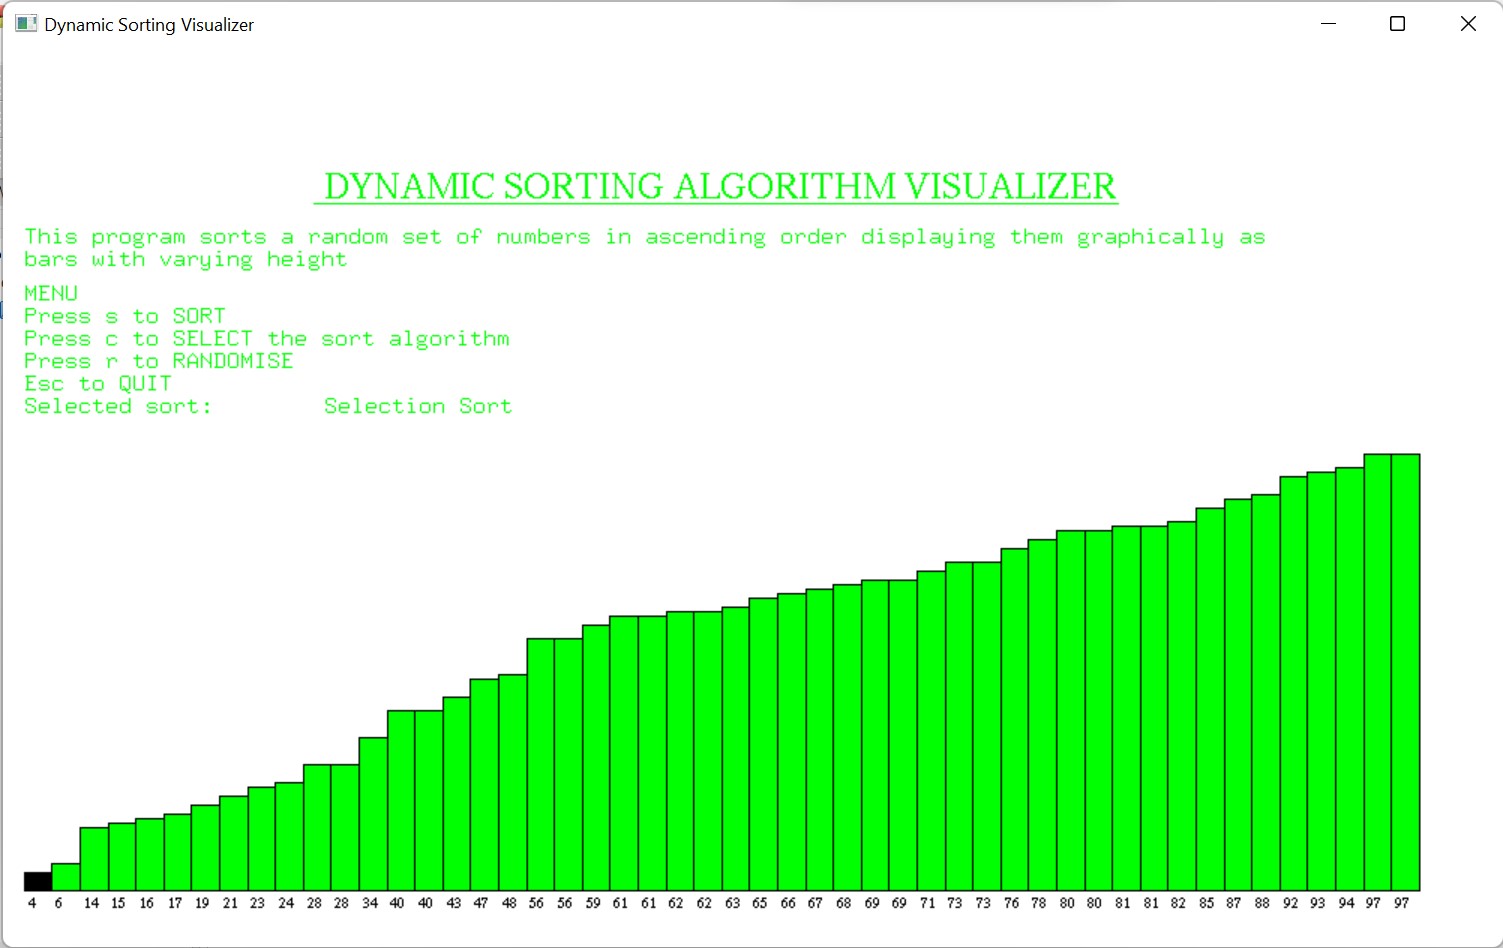 Dynamic Sorting Visualizer
DYNAMIC SORTING ALGORITHM VISUALIZER
This program sorts a random set of numbers in ascending order displaying them graphically as
bars with varying height
MENU
Press s to SORT
Press c to SELECT the sort algorithm
Press r to RANDOMISE
Esc to QUIT
Selected sort: Selection Sort
4 6 14 15 16 17 19 21 23 24 28 28 34 40 40 43 47 48 56 56 59 61 61 62 62 63 65 66 67 68 69 69 71 73 73 76 78 80 80 81 81 82 85 87 88 92 93 94 97 97